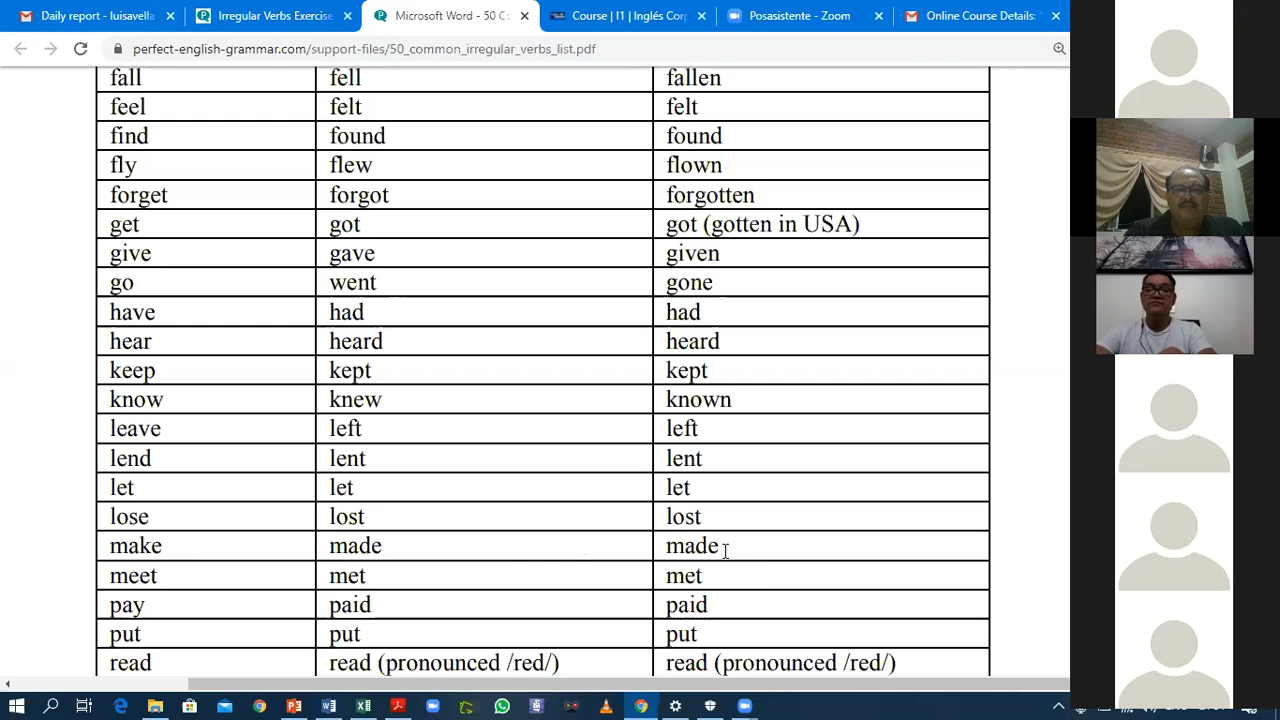 Daily report - luisavella
Irregular Verbs Exercise
Microsoft Word - 50 Co
Course | I1 | Inglés Corp
Posasistente - Zoom
Online Course Details:
perfect-english-grammar.com/support-files/50_common_irregular_verbs_list.pdf
fall fell fallen
feel felt felt
find found found
fly flew flown
forget forgot forgotten
get got got (gotten in USA)
give gave given
go went gone
have had had
hear heard heard
keep kept kept
know knew known
leave left left
lend lent lent
let let let
lose lost lost
make made made
meet met met
pay paid paid
put put put
read read (pronounced /red/) read (pronounced /red/)